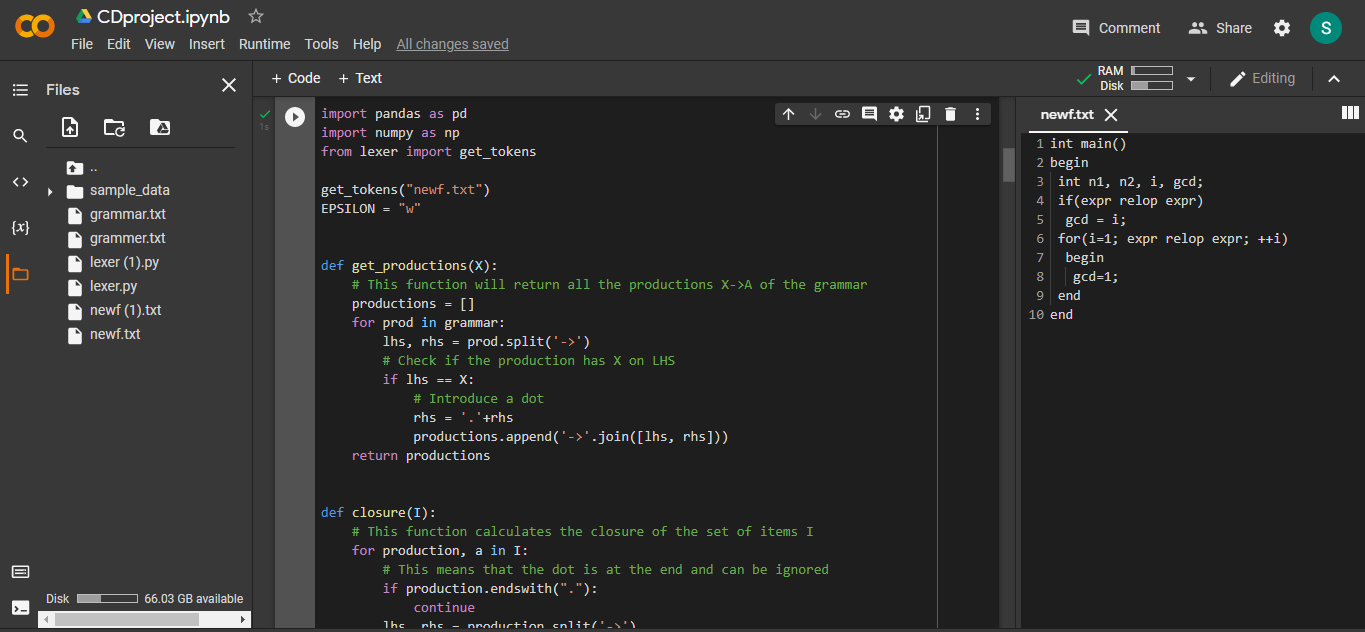 CDproject.ipynb
File Edit View Insert Runtime Tools Help All changes saved
Comment
Share
S
Files
+ Code + Text
RAM
Disk
Editing
..
sample_data
grammar.txt
grammer.txt
lexer (1).py
lexer.py
newf (1).txt
newf.txt
Disk 66.03 GB available
{x}
1s
import pandas as pd
import numpy as np
from lexer import get_tokens
get_tokens("newf.txt")
EPSILON = "w"
def get_productions(X):
    # This function will return all the productions X->A of the grammar
    productions = []
    for prod in grammar:
        lhs, rhs = prod.split('->')
        # Check if the production has X on LHS
        if lhs == X:
            # Introduce a dot
            rhs = '.'+rhs
            productions.append('->'.join([lhs, rhs]))
    return productions
def closure(I):
    # This function calculates the closure of the set of items I
    for production, a in I:
        # This means that the dot is at the end and can be ignored
        if production.endswith("."):
            continue
        lhs, rhs = production.split('->')
newf.txt
1 int main()
2 begin
3  int n1, n2, i, gcd;
4  if(expr relop expr)
5   gcd = i;
6  for(i=1; expr relop expr; ++i)
7   begin
8    gcd=1;
9  end
10 end